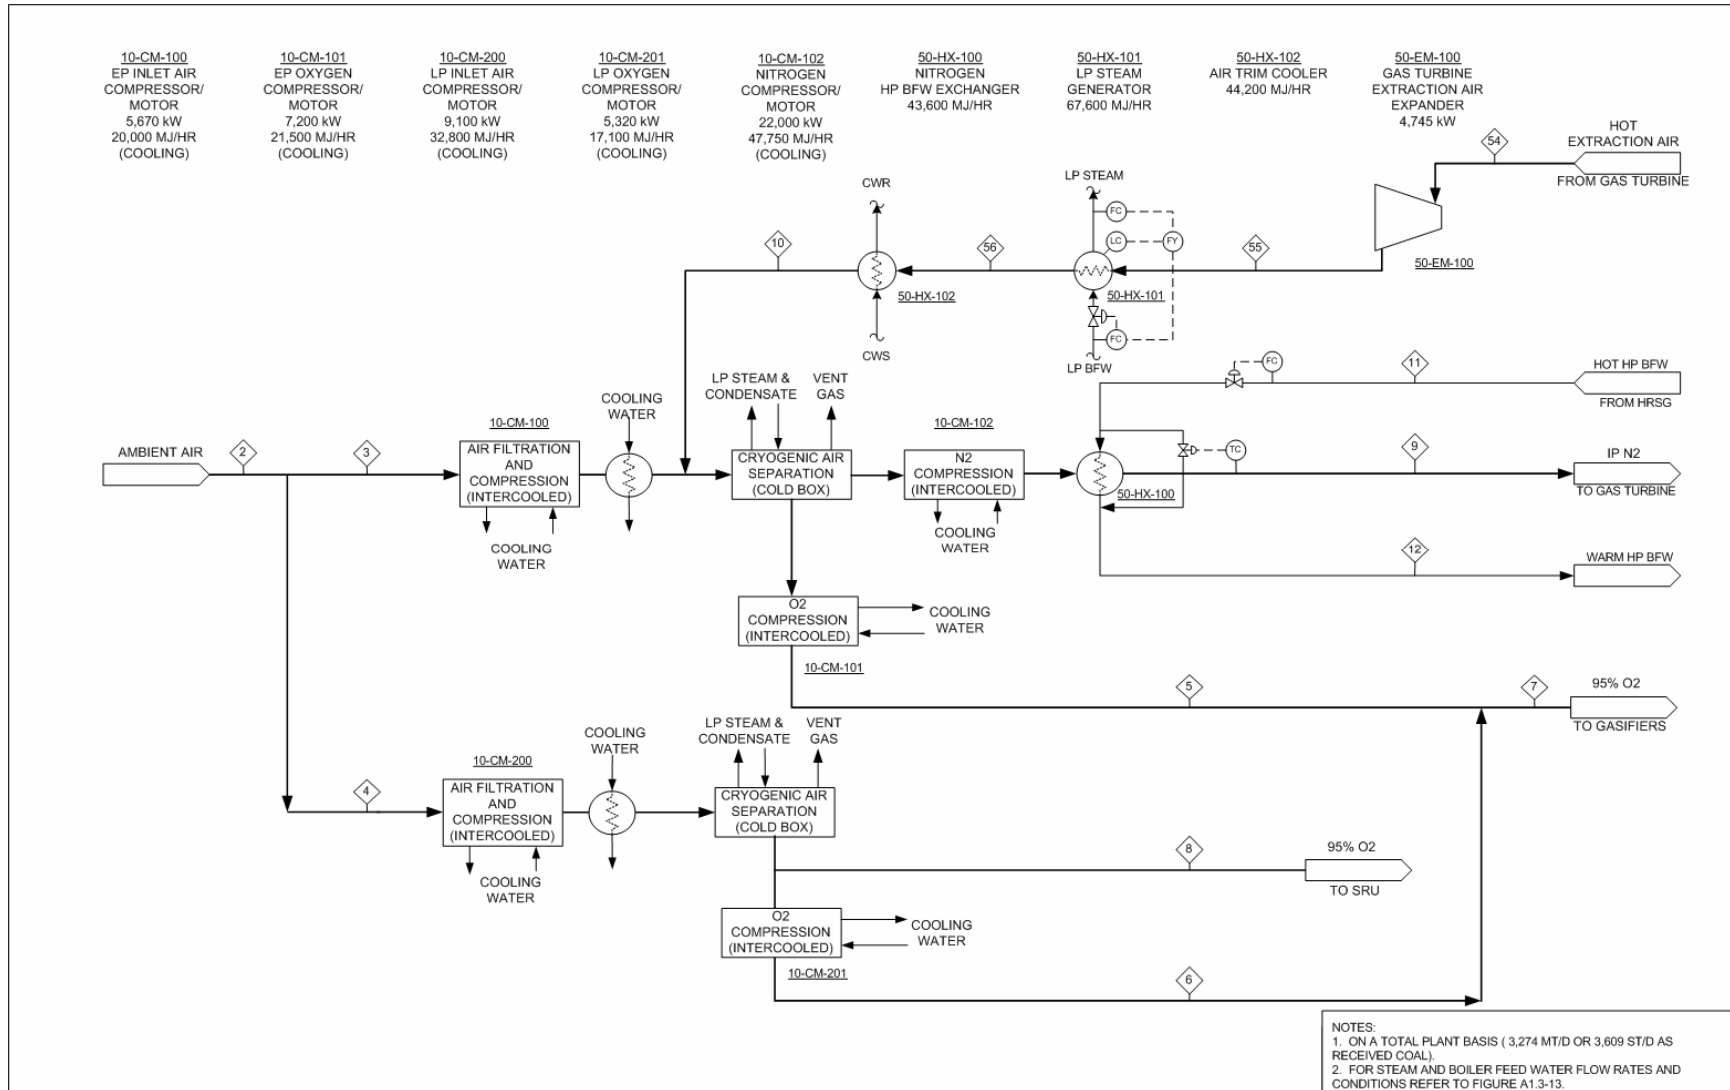 10-CM-100
EP INLET AIR
COMPRESSOR/
MOTOR
5,670 kW
20,000 MJ/HR
(COOLING)
10-CM-101
EP OXYGEN
COMPRESSOR/
MOTOR
7,200 kW
21,500 MJ/HR
(COOLING)
10-CM-200
LP INLET AIR
COMPRESSOR/
MOTOR
9,100 kW
32,800 MJ/HR
(COOLING)
10-CM-201
LP OXYGEN
COMPRESSOR/
MOTOR
5,320 kW
17,100 MJ/HR
(COOLING)
10-CM-102
NITROGEN
COMPRESSOR/
MOTOR
22,000 kW
47,750 MJ/HR
(COOLING)
50-HX-100
NITROGEN
HP BFW EXCHANGER
43,600 MJ/HR
50-HX-101
LP STEAM
GENERATOR
67,600 MJ/HR
50-HX-102
AIR TRIM COOLER
44,200 MJ/HR
50-EM-100
GAS TURBINE
EXTRACTION AIR
EXPANDER
4,745 kW
HOT
EXTRACTION AIR
FROM GAS TURBINE
54
50-EM-100
55
LP STEAM
FC
LC
FY
50-HX-101
FC
LP BFW
56
CWR
50-HX-102
CWS
10
HOT HP BFW
FROM HRSG
11
FC
AMBIENT AIR
2
3
10-CM-100
AIR FILTRATION
AND
COMPRESSION
(INTERCOOLED)
COOLING
WATER
COOLING
WATER
LP STEAM &
CONDENSATE
VENT
GAS
CRYOGENIC AIR
SEPARATION
(COLD BOX)
10-CM-102
N2
COMPRESSION
(INTERCOOLED)
COOLING
WATER
50-HX-100
TC
9
IP N2
TO GAS TURBINE
12
WARM HP BFW
O2
COMPRESSION
(INTERCOOLED)
COOLING
WATER
10-CM-101
5
7
95% O2
TO GASIFIERS
4
10-CM-200
AIR FILTRATION
AND
COMPRESSION
(INTERCOOLED)
COOLING
WATER
COOLING
WATER
LP STEAM &
CONDENSATE
VENT
GAS
CRYOGENIC AIR
SEPARATION
(COLD BOX)
8
95% O2
TO SRU
O2
COMPRESSION
(INTERCOOLED)
COOLING
WATER
10-CM-201
6
NOTES:
1. ON A TOTAL PLANT BASIS ( 3,274 MT/D OR 3,609 ST/D AS
RECEIVED COAL).
2. FOR STEAM AND BOILER FEED WATER FLOW RATES AND
CONDITIONS REFER TO FIGURE A1.3-13.